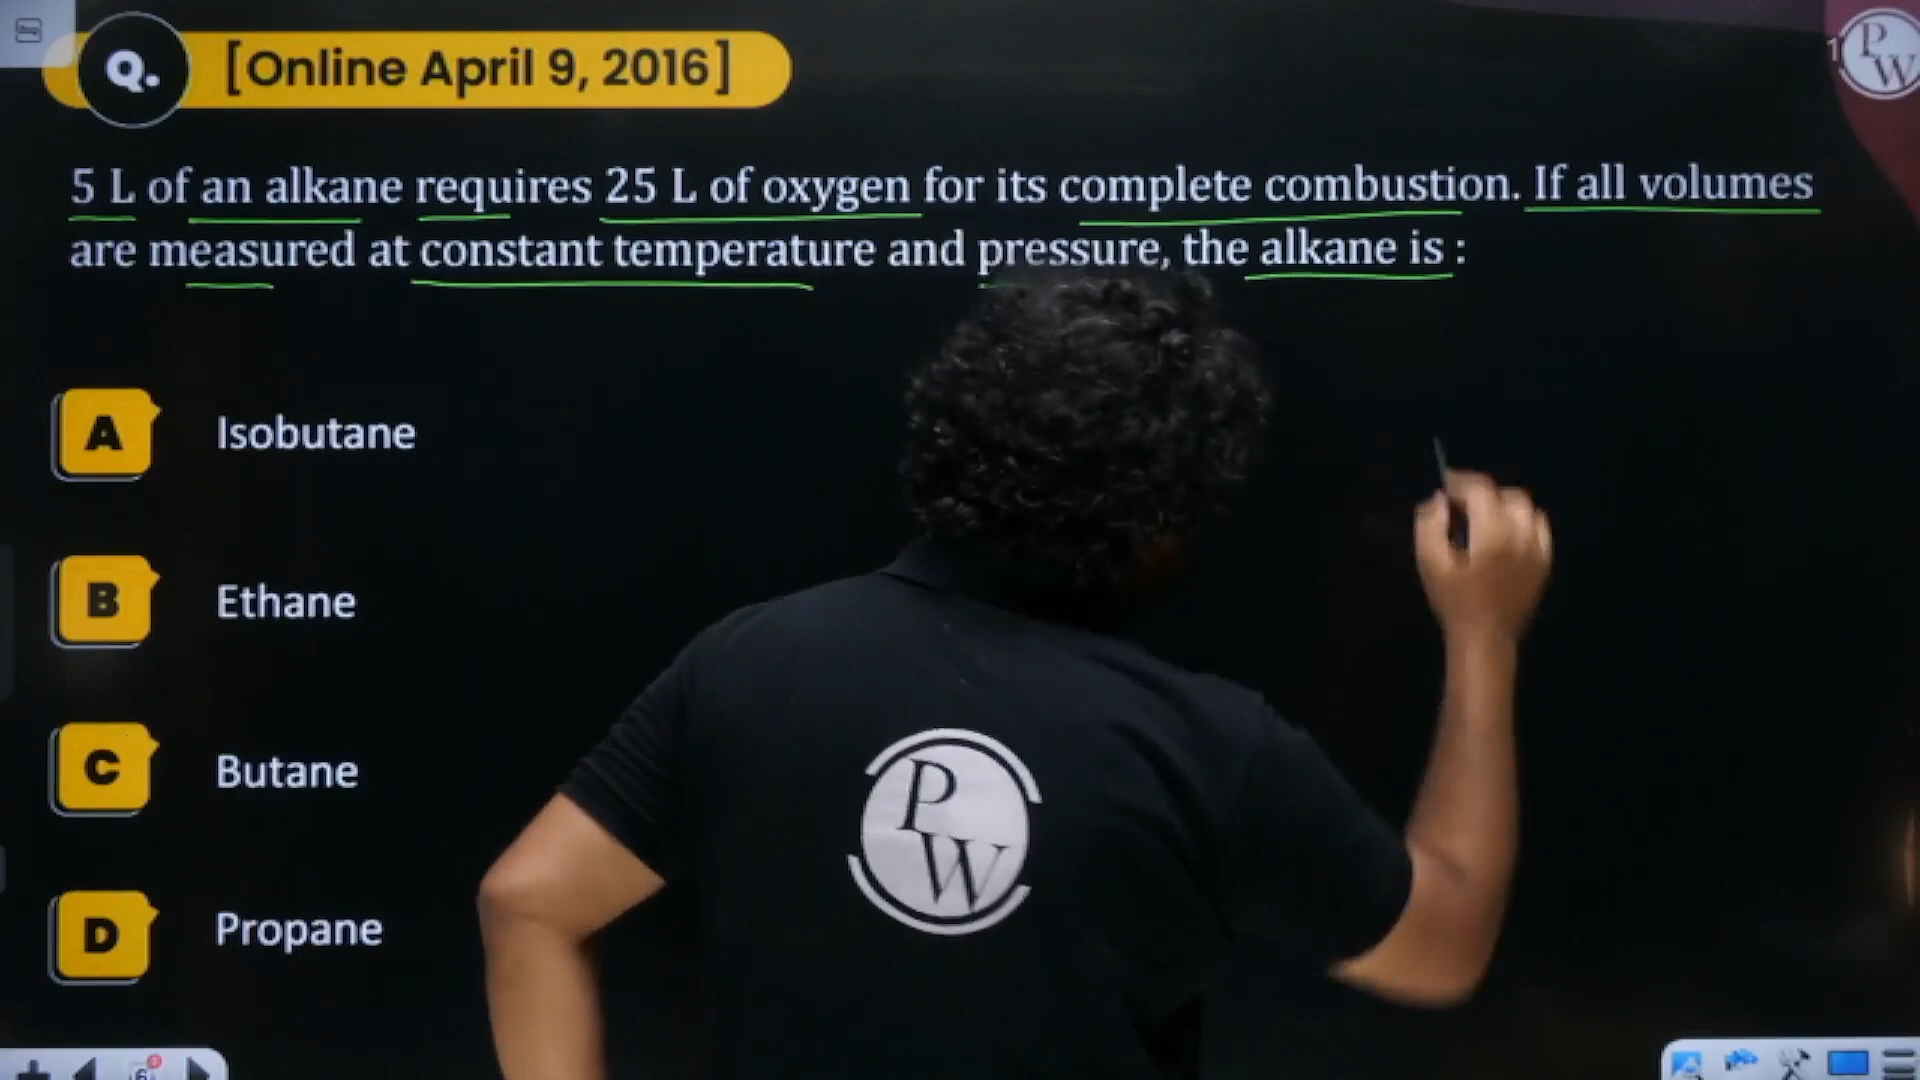 Q. [Online April 9, 2016]
PW
5 L of an alkane requires 25 L of oxygen for its complete combustion. If all volumes
are measured at constant temperature and pressure, the alkane is :
A Isobutane
B Ethane
C Butane
D Propane
PW
6